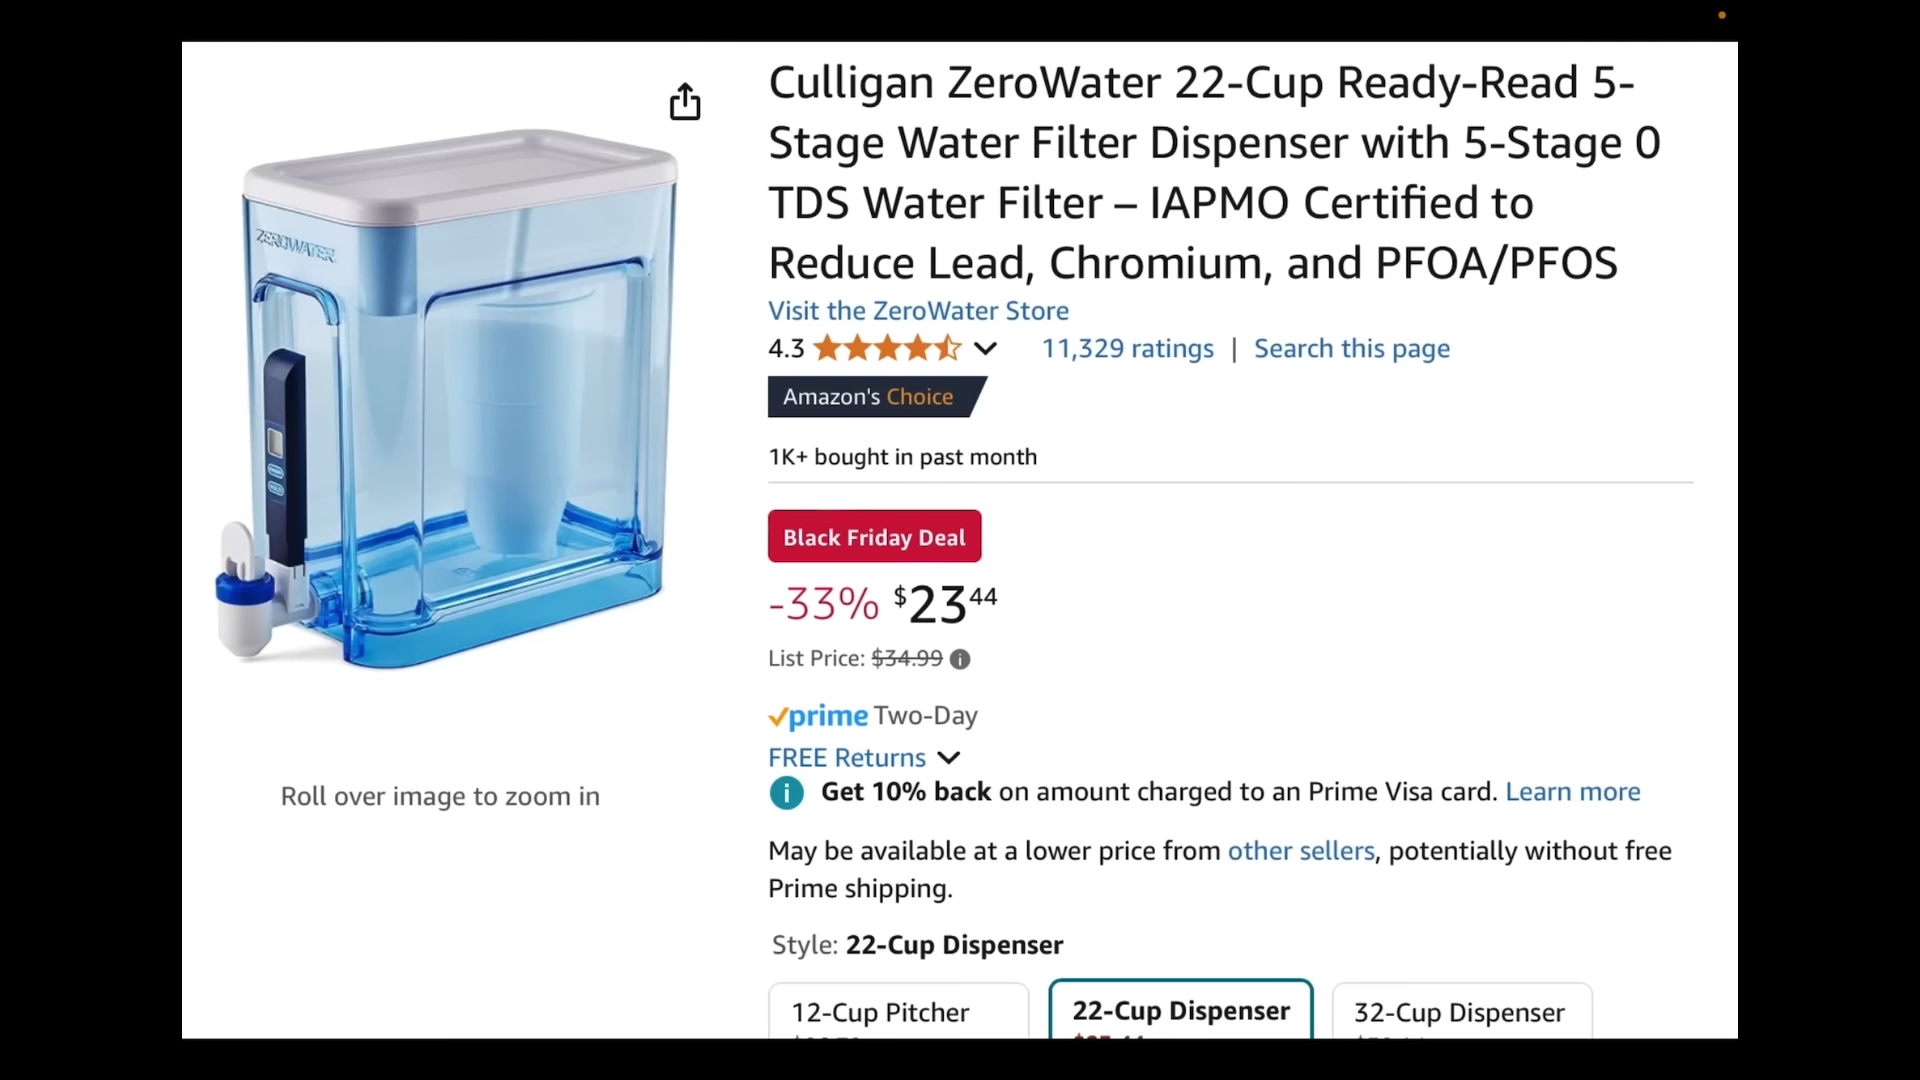 Culligan ZeroWater 22-Cup Ready-Read 5-
Stage Water Filter Dispenser with 5-Stage 0
TDS Water Filter – IAPMO Certified to
Reduce Lead, Chromium, and PFOA/PFOS
Visit the ZeroWater Store
4.3 11,329 ratings | Search this page
Amazon's Choice
1K+ bought in past month
Black Friday Deal
-33% $23 44
List Price: $34.99
prime Two-Day
FREE Returns
Get 10% back on amount charged to an Prime Visa card. Learn more
May be available at a lower price from other sellers, potentially without free
Prime shipping.
Style: 22-Cup Dispenser
12-Cup Pitcher
22-Cup Dispenser
32-Cup Dispenser
ZEROWATER
Roll over image to zoom in